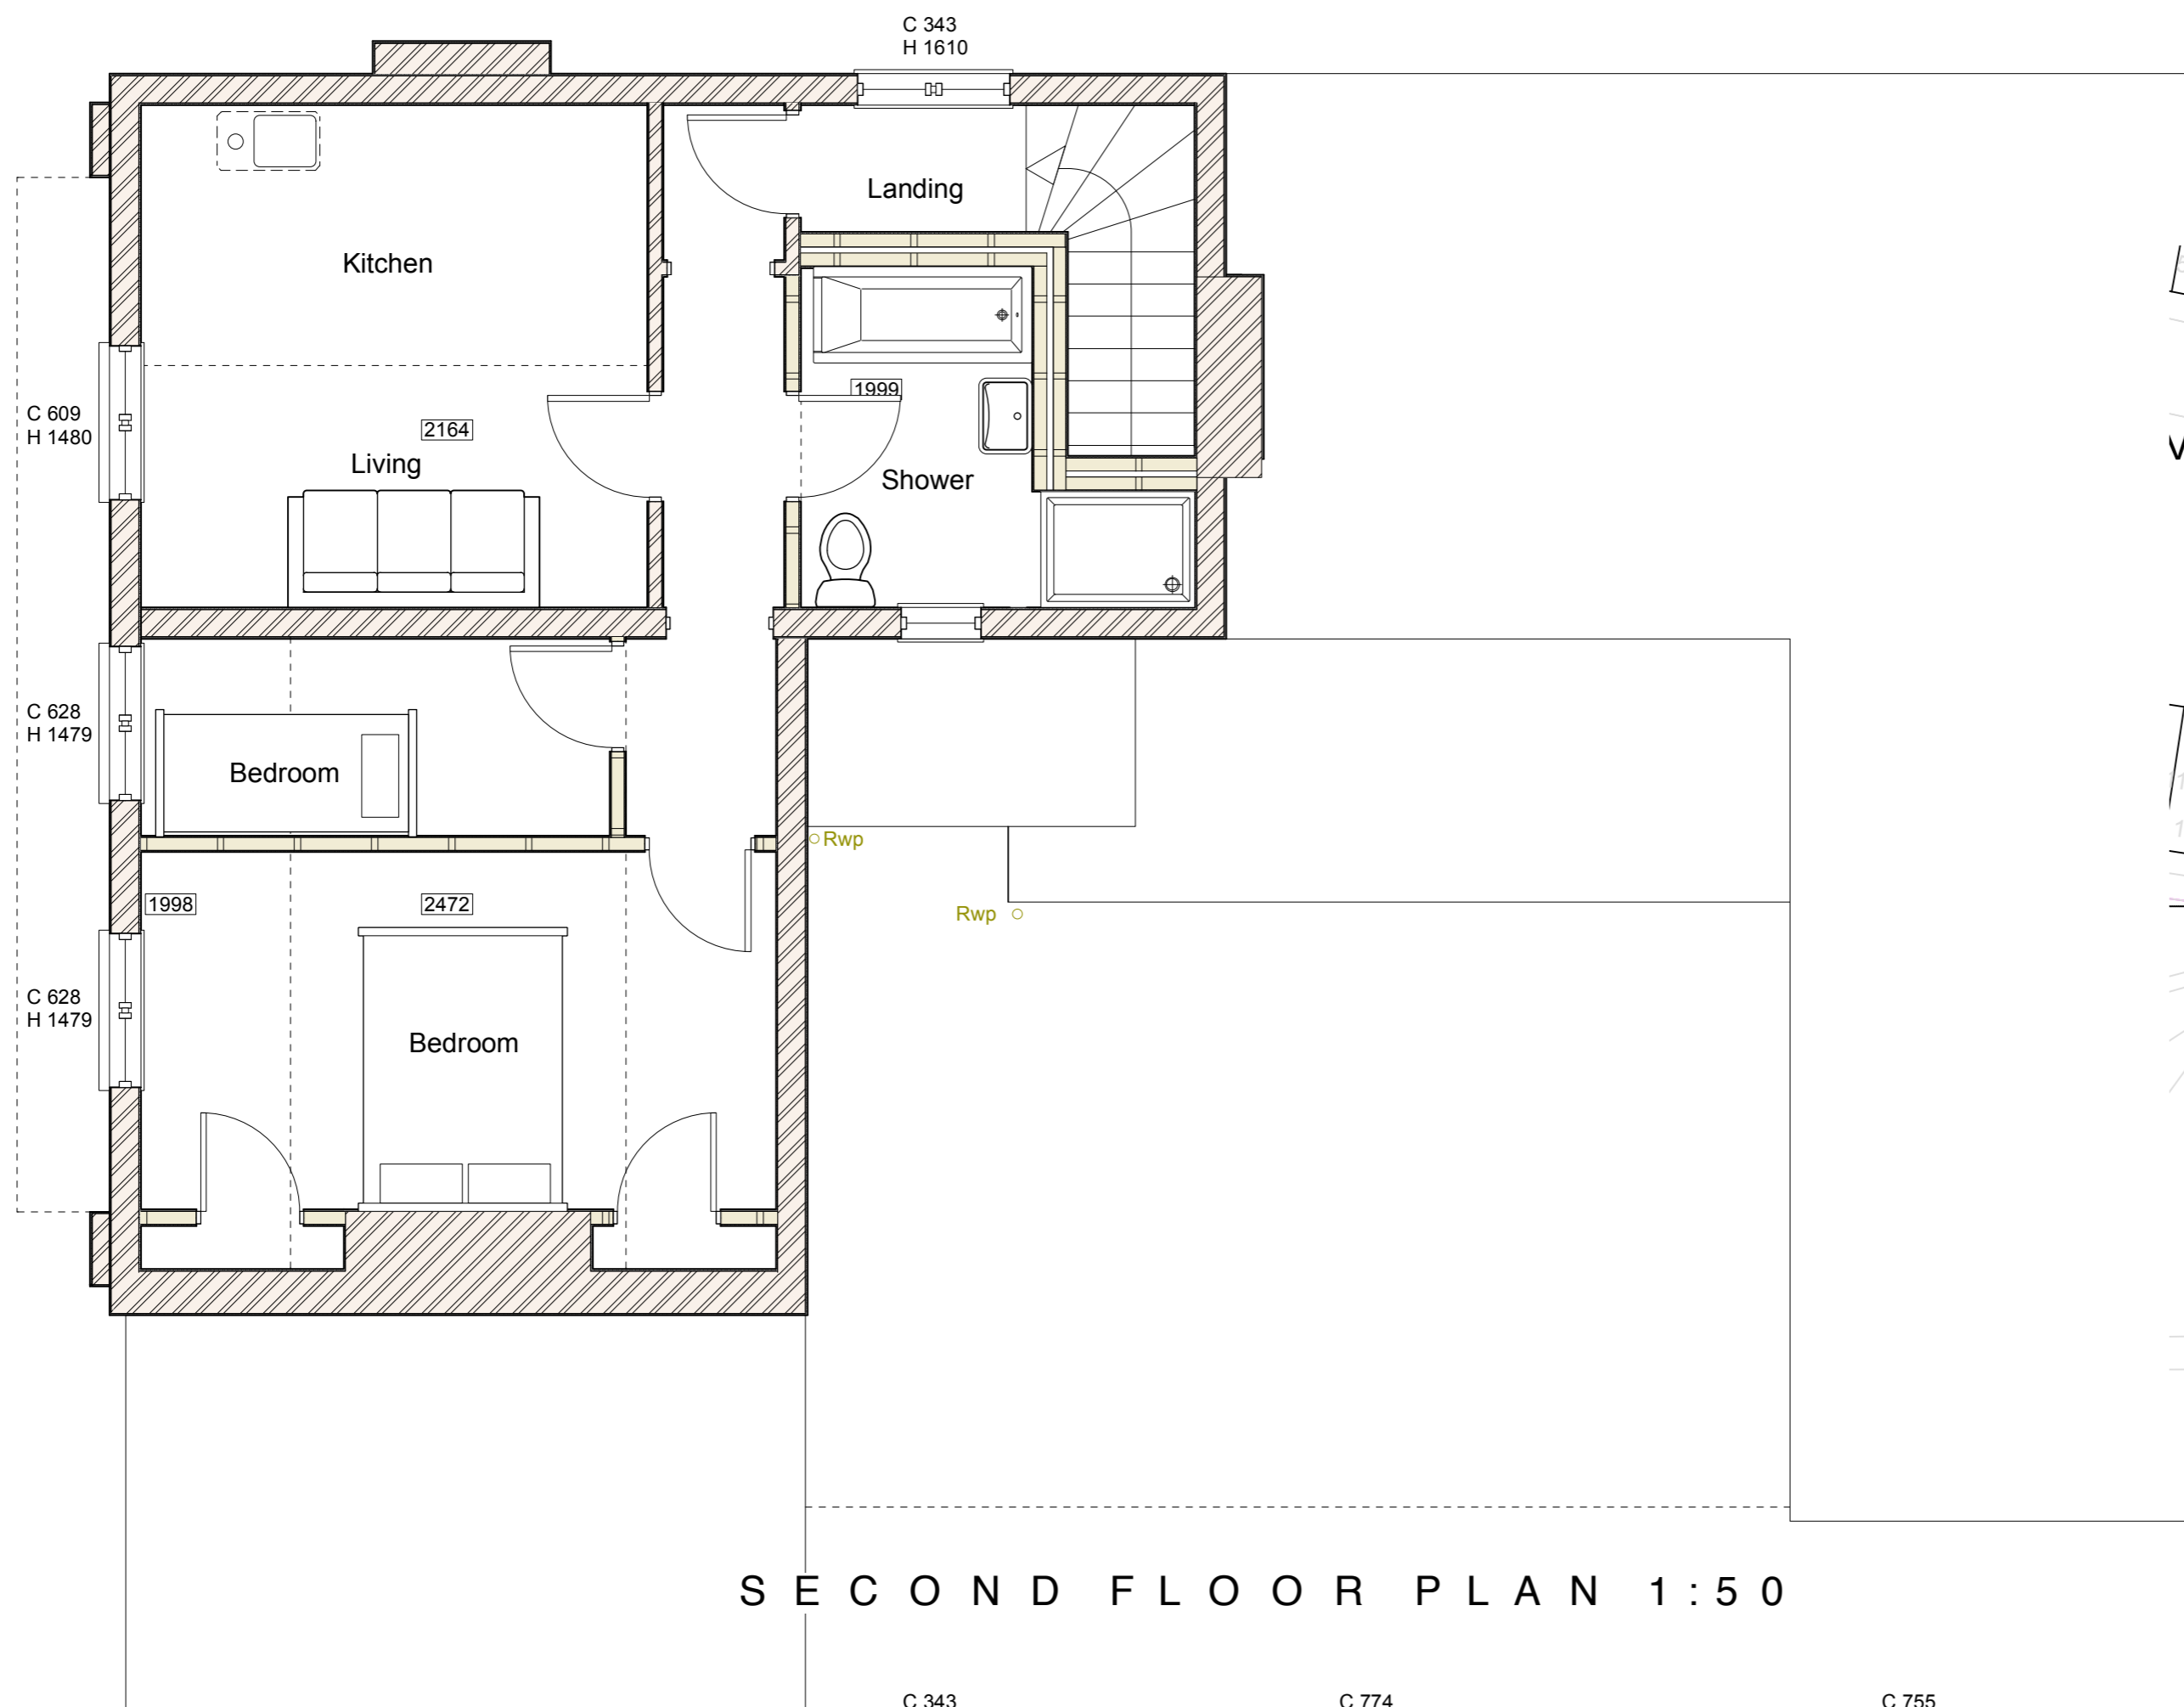 C 343
H 1610
Landing
Kitchen
1999
C 609
H 1480
2164
Living
Shower
C 628
H 1479
Bedroom
Rwp
1998
2472
Rwp
C 628
H 1479
Bedroom
SECOND FLOOR PLAN 1:50
C 343
C 774
C 755